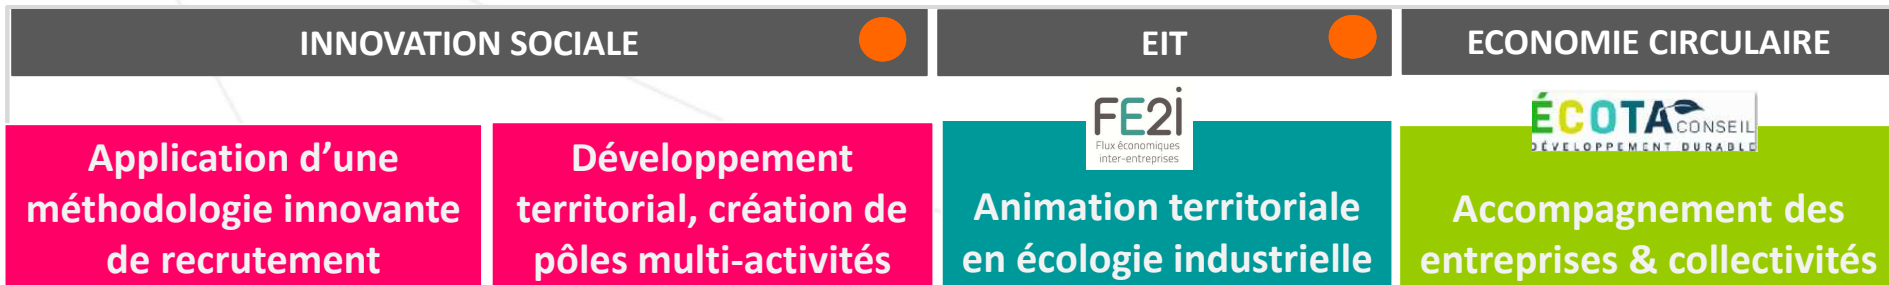 INNOVATION SOCIALE
EIT
ECONOMIE CIRCULAIRE
Application d’une
méthodologie innovante
de recrutement
Développement
territorial, création de
pôles multi-activités
FE2i
Flux économiques
inter-entreprises
Animation territoriale
en écologie industrielle
ÉCOTA CONSEIL
DÉVELOPPEMENT DURABLE
Accompagnement des
entreprises & collectivités